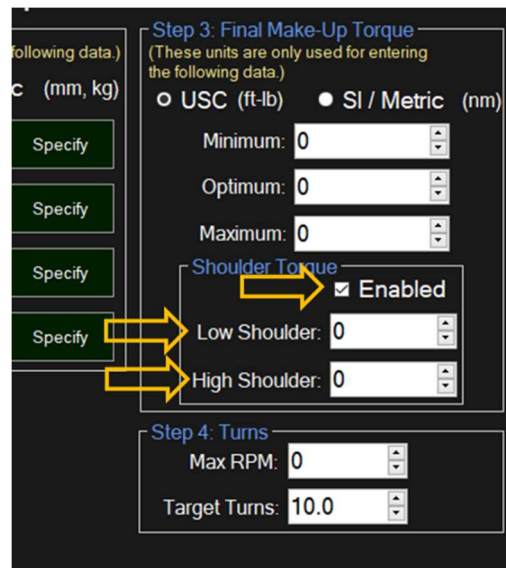 following data.)
c (mm, kg)
Specify
Specify
Specify
Specify
Step 3: Final Make-Up Torque
(These units are only used for entering
the following data.)
USC (ft-lb) SI / Metric (nm)
Minimum: 0
Optimum: 0
Maximum: 0
Shoulder Torque
Enabled
Low Shoulder: 0
High Shoulder: 0
Step 4: Turns
Max RPM: 0
Target Turns: 10.0